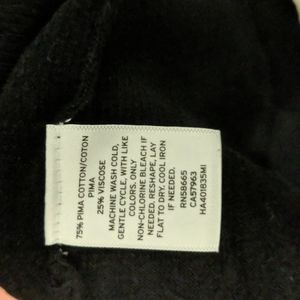 75% PIMA COTTON/COTON
PIMA
25% VISCOSE
MACHINE WASH COLD,
GENTLE CYCLE, WITH LIKE
COLORS. ONLY
NON-CHLORINE BLEACH IF
NEEDED. RESHAPE, LAY
FLAT TO DRY. COOL IRON
IF NEEDED.
RN58665
CA57963
HA401835MI